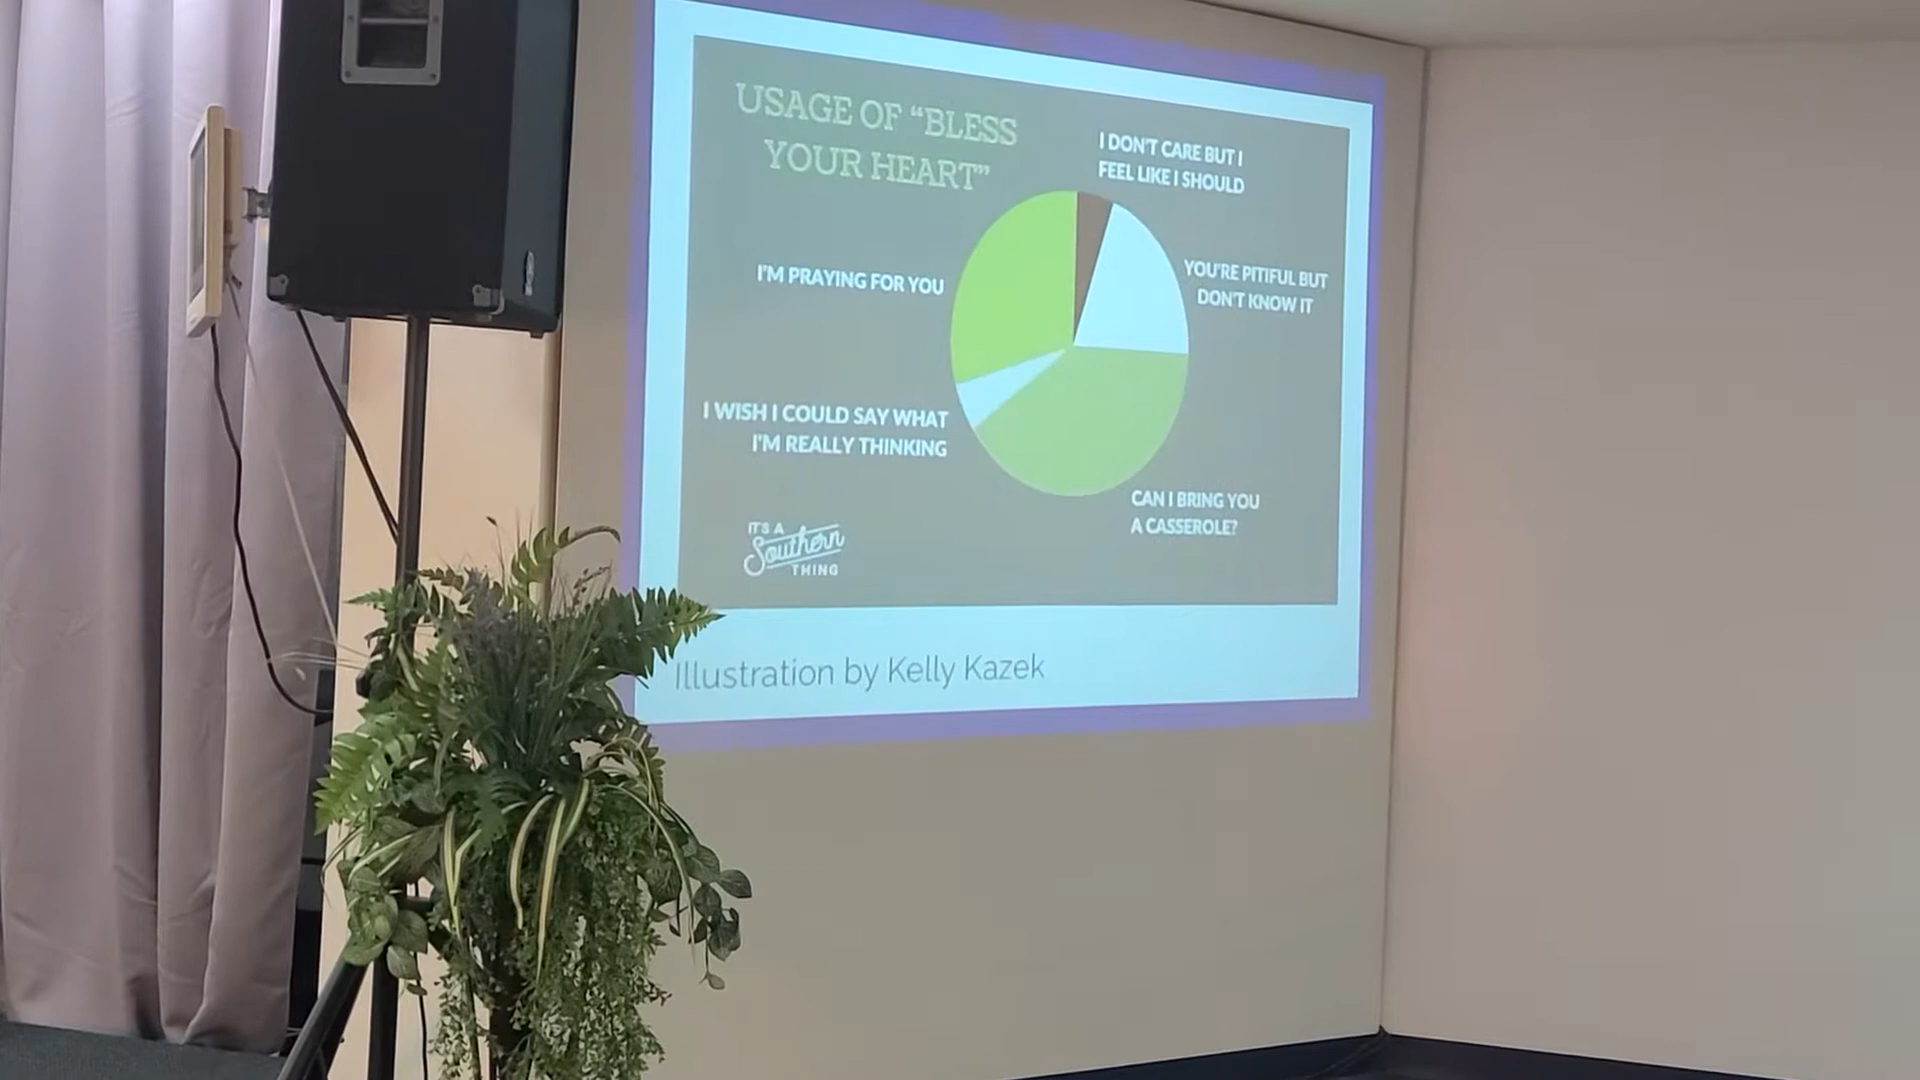 USAGE OF “BLESS
YOUR HEART”
I DON'T CARE BUT I
FEEL LIKE I SHOULD
YOU'RE PITIFUL BUT
DON'T KNOW IT
I'M PRAYING FOR YOU
I WISH I COULD SAY WHAT
I'M REALLY THINKING
CAN I BRING YOU
A CASSEROLE?
IT'S A
Southern
THING
Illustration by Kelly Kazek